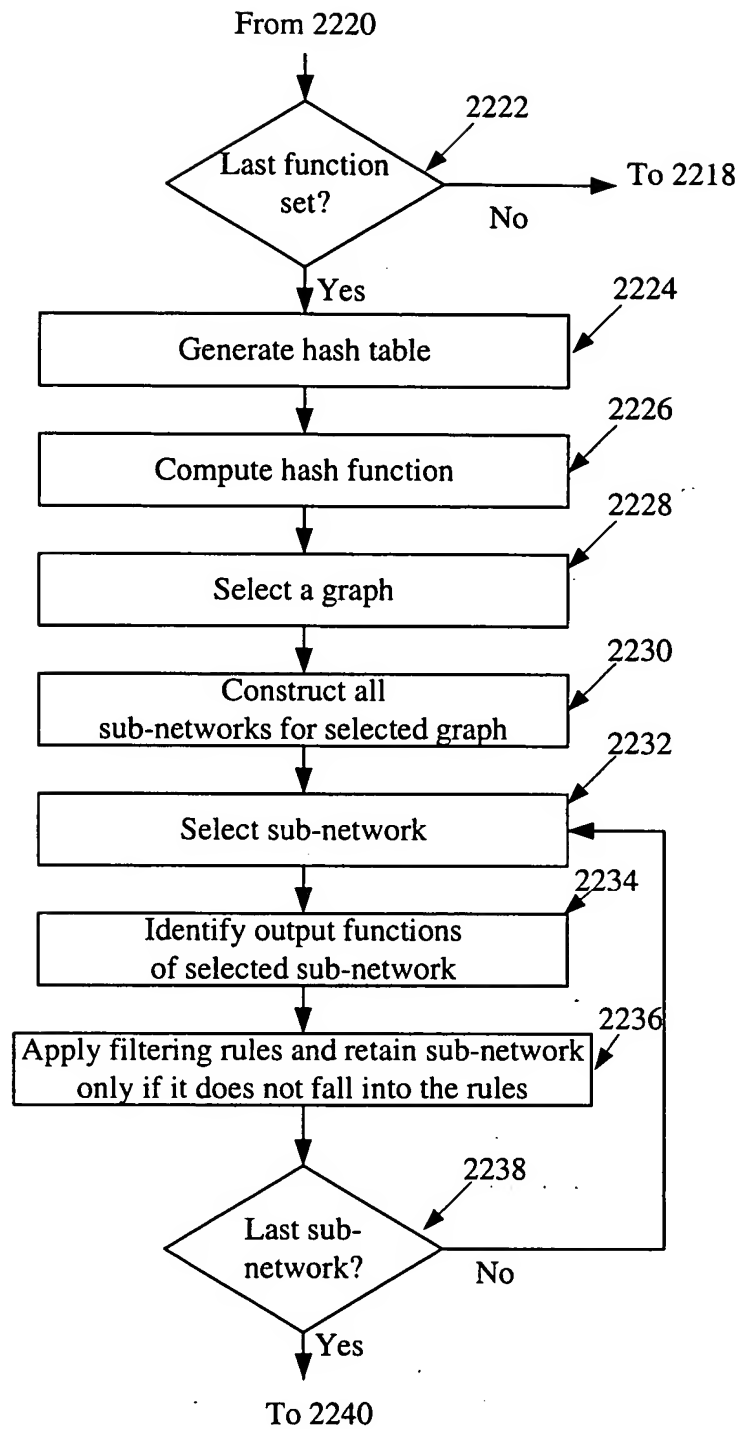 From 2220
2222
Last function
set?
To 2218
No
Yes
2224
Generate hash table
2226
Compute hash function
2228
Select a graph
2230
Construct all
sub-networks for selected graph
2232
Select sub-network
2234
Identify output functions
of selected sub-network
2236
Apply filtering rules and retain sub-network
only if it does not fall into the rules
2238
Last sub-
network?
No
Yes
To 2240